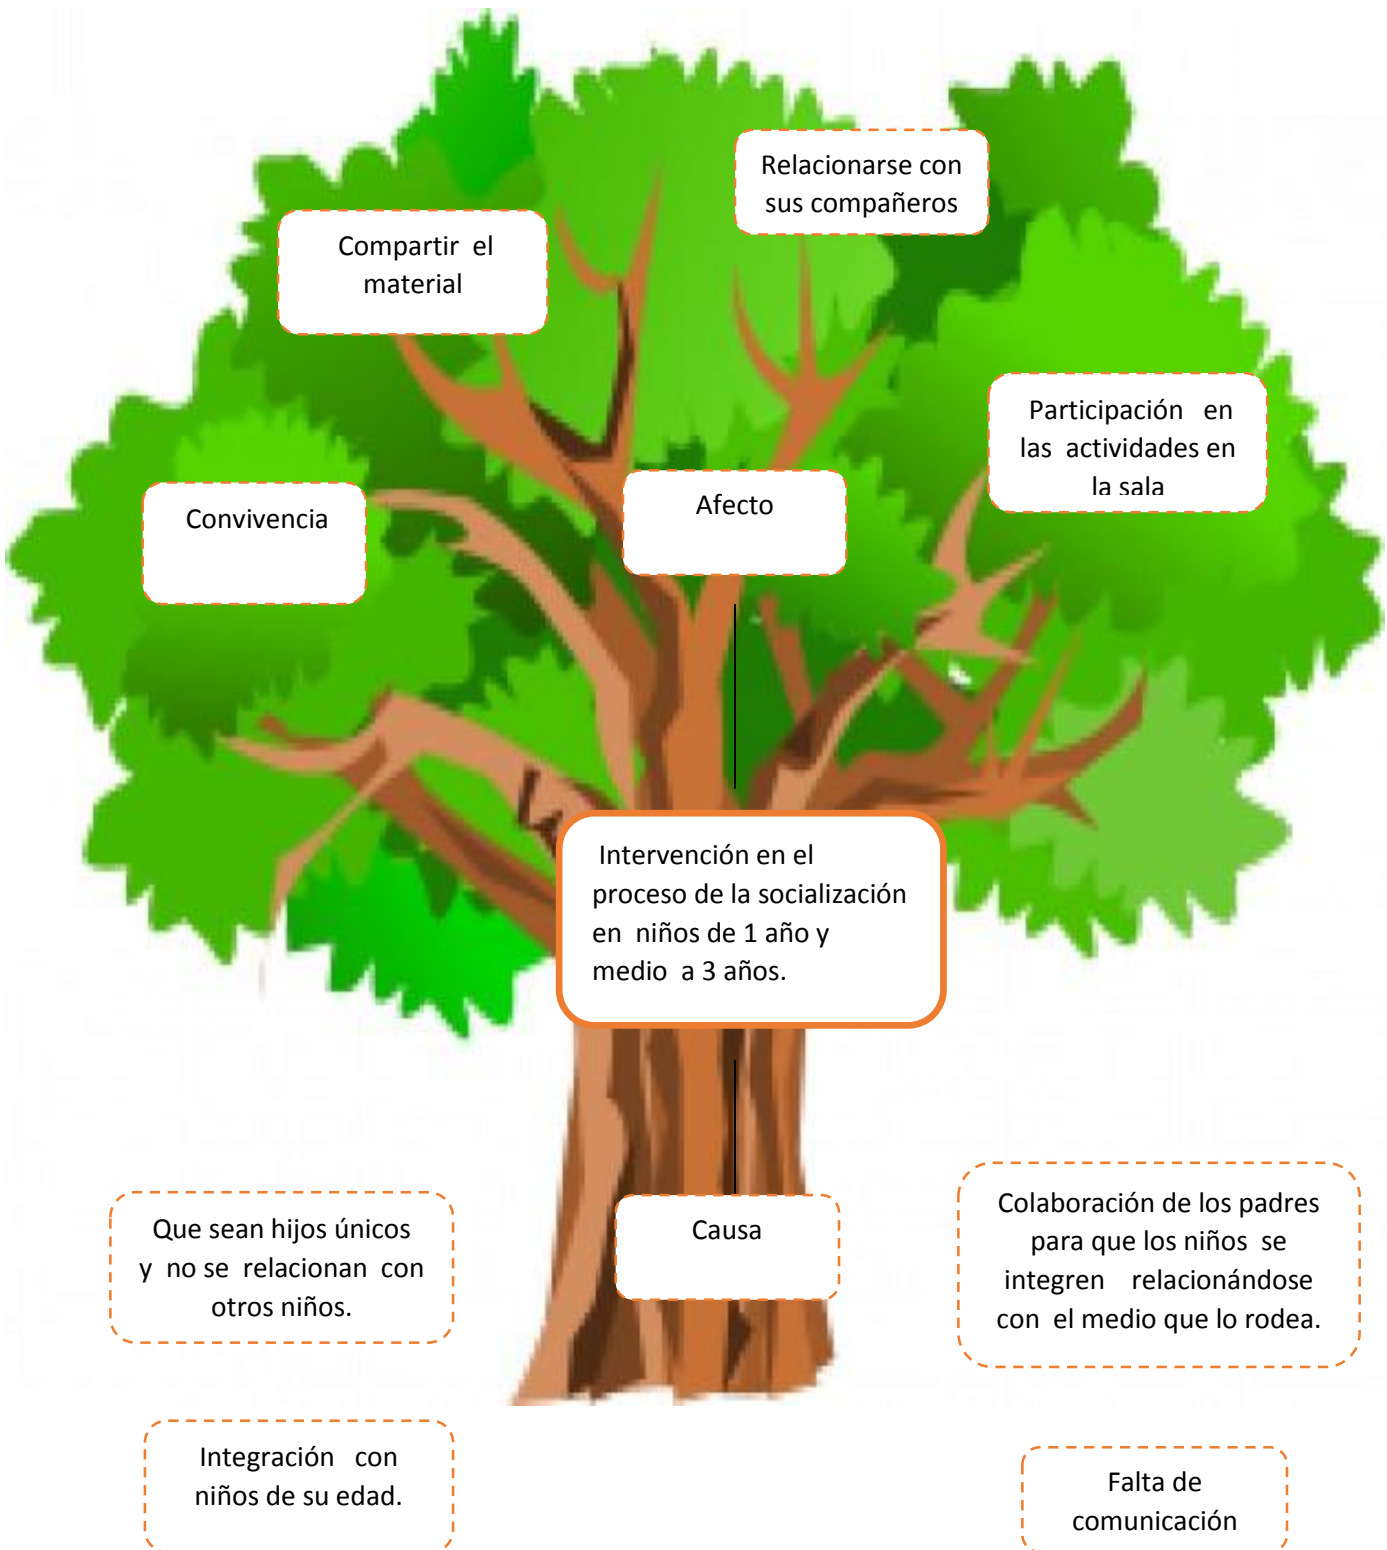 Relacionarse con
sus compañeros
Compartir el
material
Participación en
las actividades en
la sala
Convivencia
Afecto
Intervención en el
proceso de la socialización
en niños de 1 año y
medio a 3 años.
Que sean hijos únicos
y no se relacionan con
otros niños.
Causa
Colaboración de los padres
para que los niños se
integren relacionándose
con el medio que lo rodea.
Integración con
niños de su edad.
Falta de
comunicación